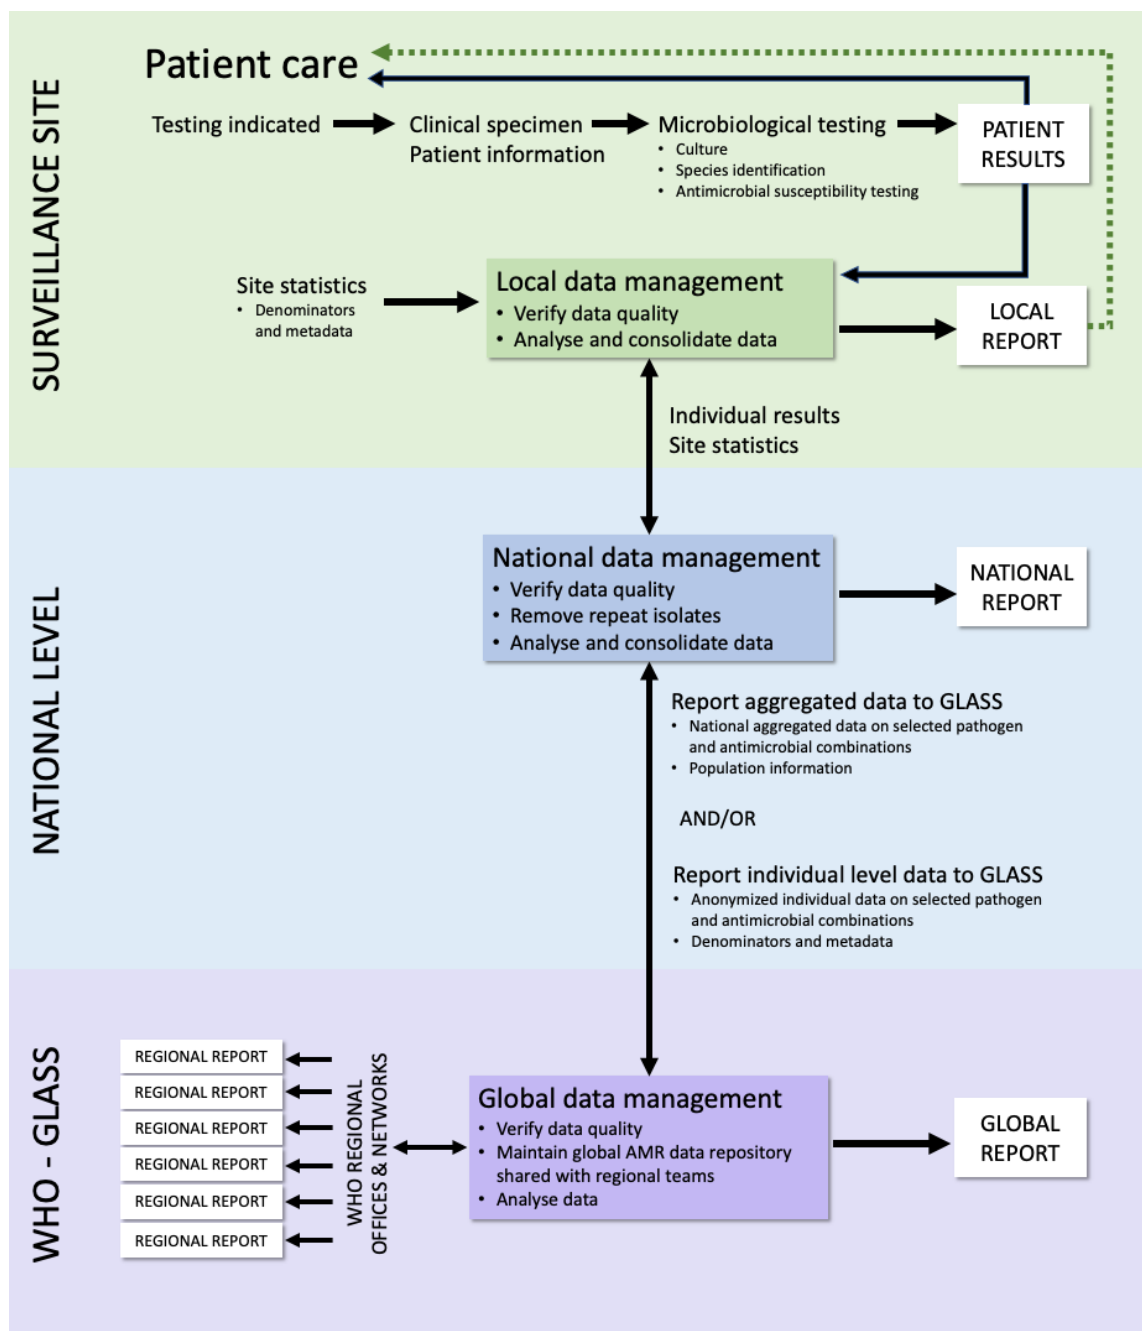 SURVEILLANCE SITE
Patient care
Testing indicated
Clinical specimen
Patient information
Microbiological testing
• Culture
• Species identification
• Antimicrobial susceptibility testing
PATIENT
RESULTS
Site statistics
• Denominators
and metadata
Local data management
• Verify data quality
• Analyse and consolidate data
LOCAL
REPORT
Individual results
Site statistics
NATIONAL LEVEL
National data management
• Verify data quality
• Remove repeat isolates
• Analyse and consolidate data
NATIONAL
REPORT
Report aggregated data to GLASS
• National aggregated data on selected pathogen
and antimicrobial combinations
• Population information
AND/OR
Report individual level data to GLASS
• Anonymized individual data on selected pathogen
and antimicrobial combinations
• Denominators and metadata
WHO - GLASS
REGIONAL REPORT
REGIONAL REPORT
REGIONAL REPORT
REGIONAL REPORT
REGIONAL REPORT
REGIONAL REPORT
WHO REGIONAL
OFFICES & NETWORKS
Global data management
• Verify data quality
• Maintain global AMR data repository
shared with regional teams
• Analyse data
GLOBAL
REPORT